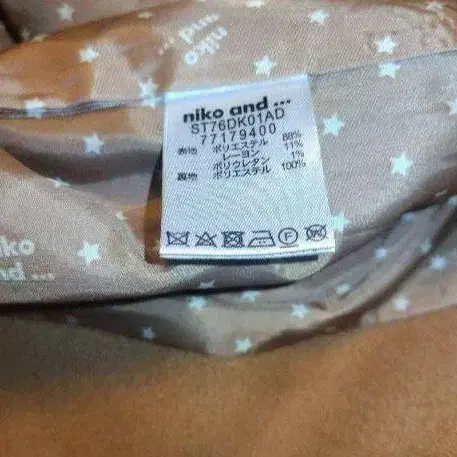 niko
and ...
niko and ...
ST76DK01AD
77179400
表地 ポリエステル 88%
レーヨン 11%
ポリウレタン 1%
裏地 ポリエステル 100%
niko
and ...